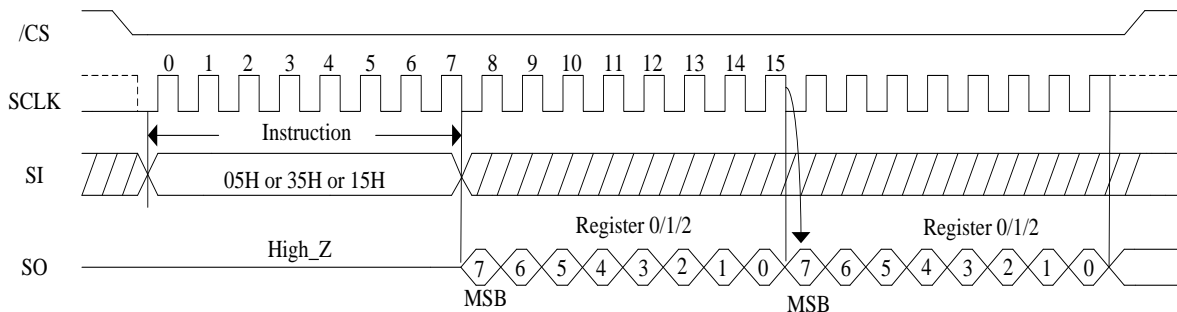 /CS
0 1 2 3 4 5 6 7 8 9 10 11 12 13 14 15
SCLK
Instruction
SI
05H or 35H or 15H
Register 0/1/2 Register 0/1/2
High_Z
SO
7 6 5 4 3 2 1 0 7 6 5 4 3 2 1 0
MSB MSB